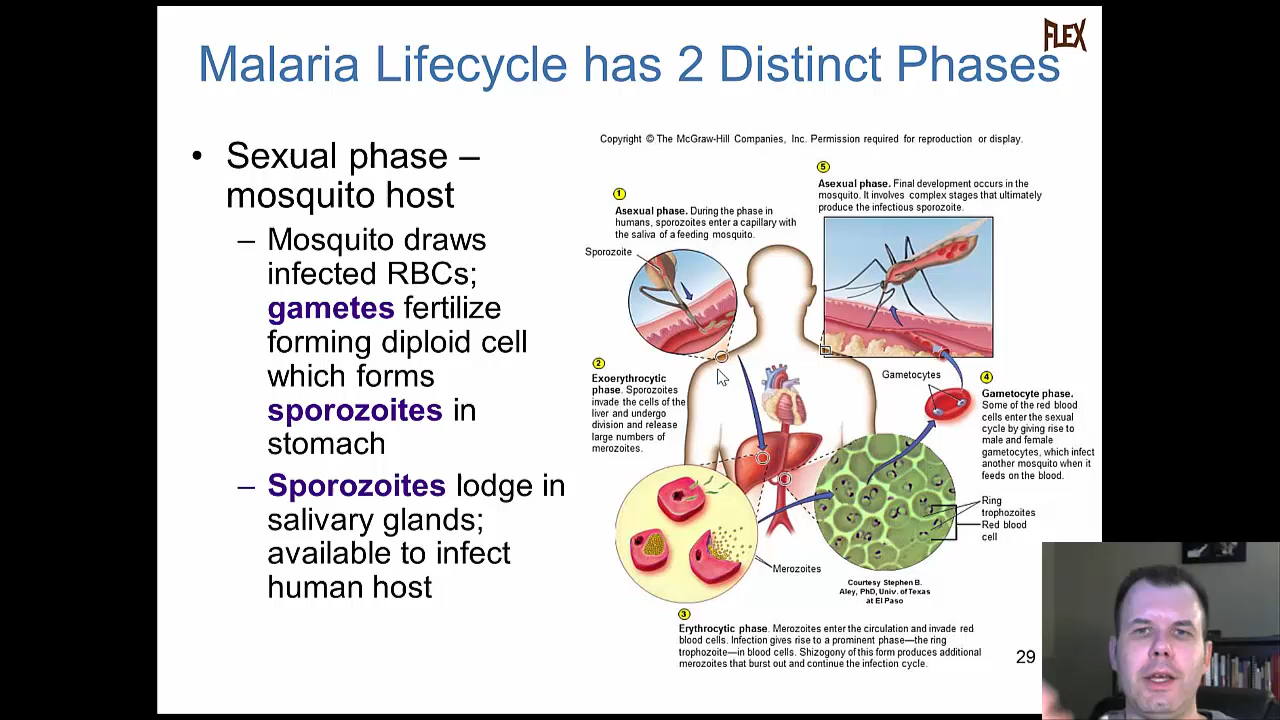 FLEX
Malaria Lifecycle has 2 Distinct Phases
• Sexual phase –
mosquito host
– Mosquito draws
infected RBCs;
gametes fertilize
forming diploid cell
which forms
sporozoites in
stomach
– Sporozoites lodge in
salivary glands;
available to infect
human host
Copyright © The McGraw-Hill Companies, Inc. Permission required for reproduction or display.
1
Asexual phase. During the phase in
humans, sporozoites enter a capillary with
the saliva of a feeding mosquito.
Sporozoite
5
Asexual phase. Final development occurs in the
mosquito. It involves complex stages that ultimately
produce the infectious sporozoite.
2
Exoerythrocytic
phase. Sporozoites
invade the cells of the
liver and undergo
division and release
large numbers of
merozoites.
Gametocytes
4
Gametocyte phase.
Some of the red blood
cells enter the sexual
cycle by giving rise to
male and female
gametocytes, which infect
another mosquito when it
feeds on the blood.
Ring
trophozoites
Red blood
cell
Merozoites
Courtesy Stephen B.
Aley, PhD, Univ. of Texas
at El Paso
3
Erythrocytic phase. Merozoites enter the circulation and invade red
blood cells. Infection gives rise to a prominent phase—the ring
trophozoite—in blood cells. Shizogony of this form produces additional
merozoites that burst out and continue the infection cycle.
29